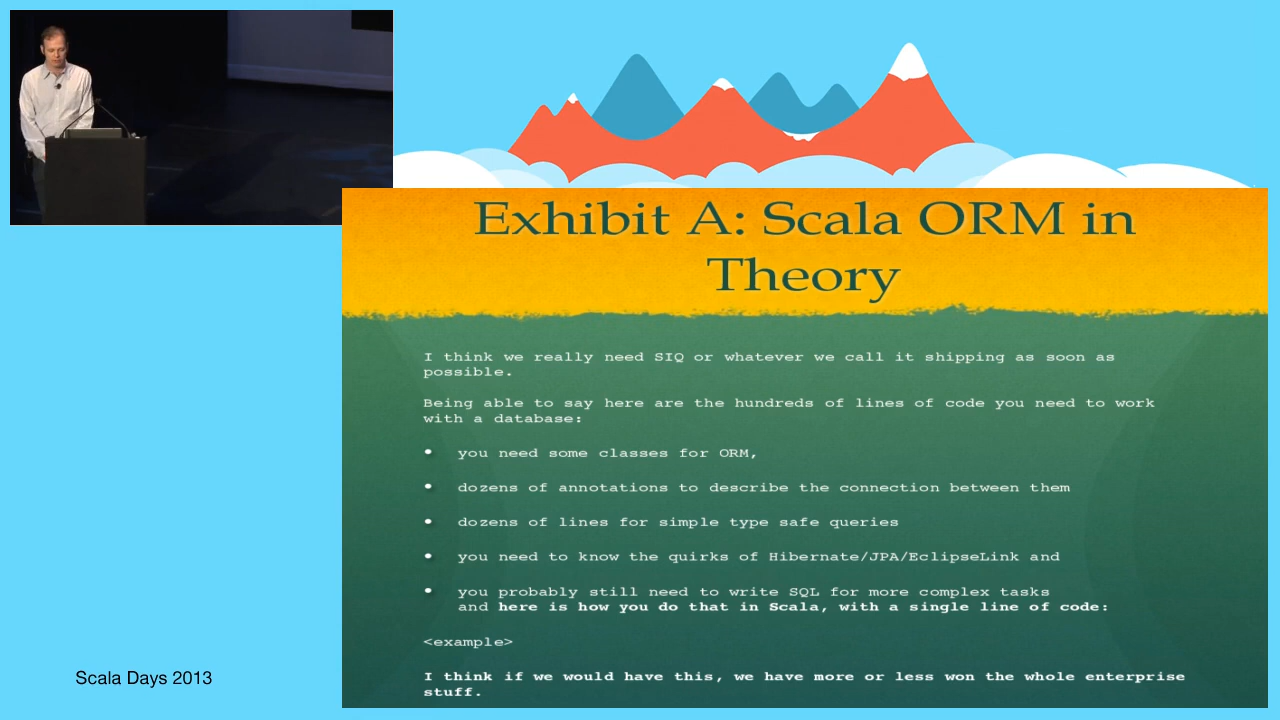 Exhibit A: Scala ORM in
Theory
I think we really need SIQ or whatever we call it shipping as soon as
possible.
Being able to say here are the hundreds of lines of code you need to work
with a database:
• you need some classes for ORM,
• dozens of annotations to describe the connection between them
• dozens of lines for simple type safe queries
• you need to know the quirks of Hibernate/JPA/EclipseLink and
• you probably still need to write SQL for more complex tasks
and here is how you do that in Scala, with a single line of code:
<example>
I think if we would have this, we have more or less won the whole enterprise
stuff.
Scala Days 2013